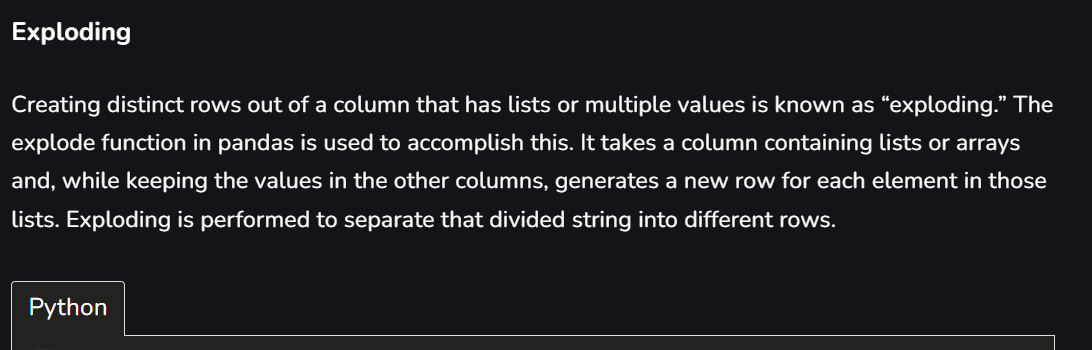 Exploding
Creating distinct rows out of a column that has lists or multiple values is known as “exploding.” The
explode function in pandas is used to accomplish this. It takes a column containing lists or arrays
and, while keeping the values in the other columns, generates a new row for each element in those
lists. Exploding is performed to separate that divided string into different rows.
Python